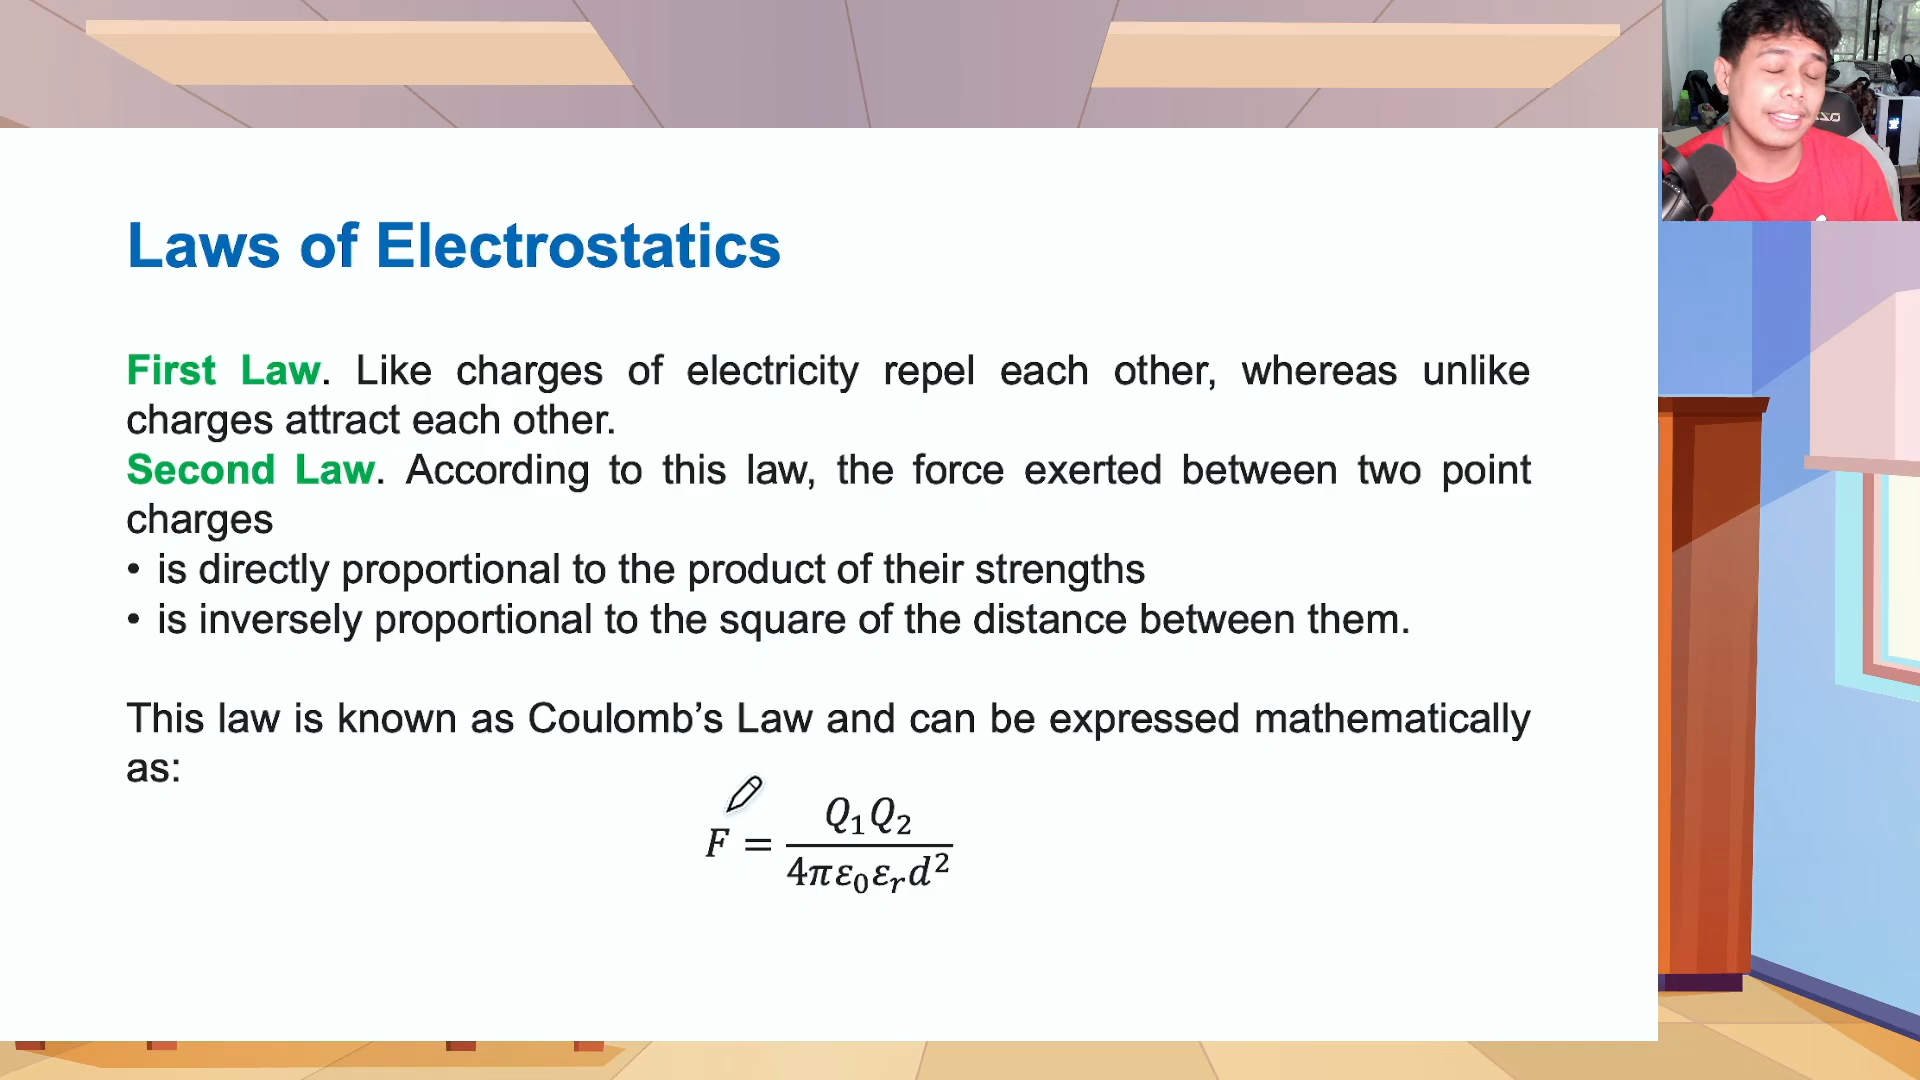 Laws of Electrostatics
First Law. Like charges of electricity repel each other, whereas unlike
charges attract each other.
Second Law. According to this law, the force exerted between two point
charges
• is directly proportional to the product of their strengths
• is inversely proportional to the square of the distance between them.
This law is known as Coulomb’s Law and can be expressed mathematically
as:
F = Q₁Q₂ / 4πε₀εᵣd²